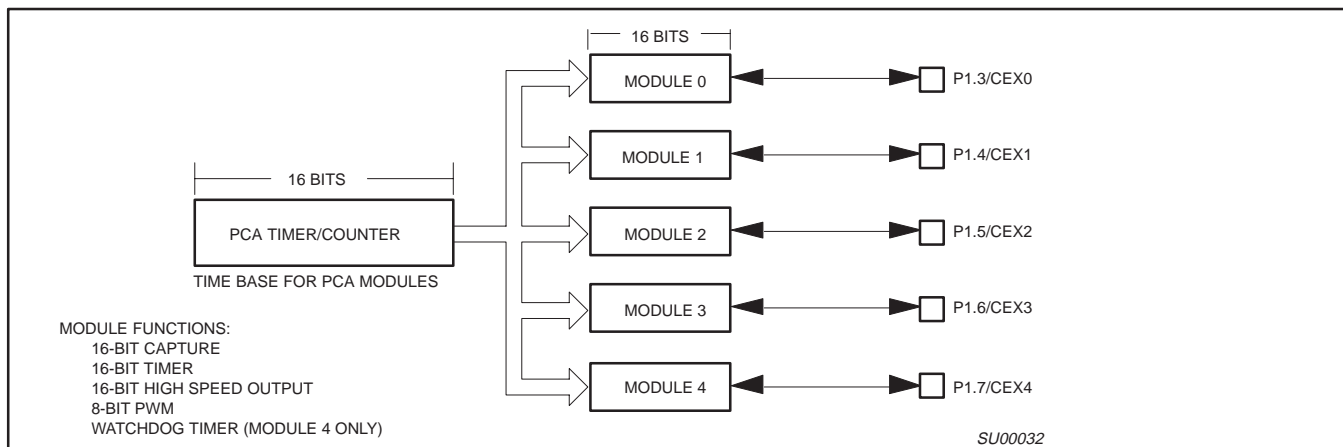 16 BITS
MODULE 0
P1.3/CEX0
MODULE 1
P1.4/CEX1
16 BITS
PCA TIMER/COUNTER
MODULE 2
P1.5/CEX2
TIME BASE FOR PCA MODULES
MODULE 3
P1.6/CEX3
MODULE FUNCTIONS:
16-BIT CAPTURE
16-BIT TIMER
16-BIT HIGH SPEED OUTPUT
8-BIT PWM
WATCHDOG TIMER (MODULE 4 ONLY)
MODULE 4
P1.7/CEX4
SU00032